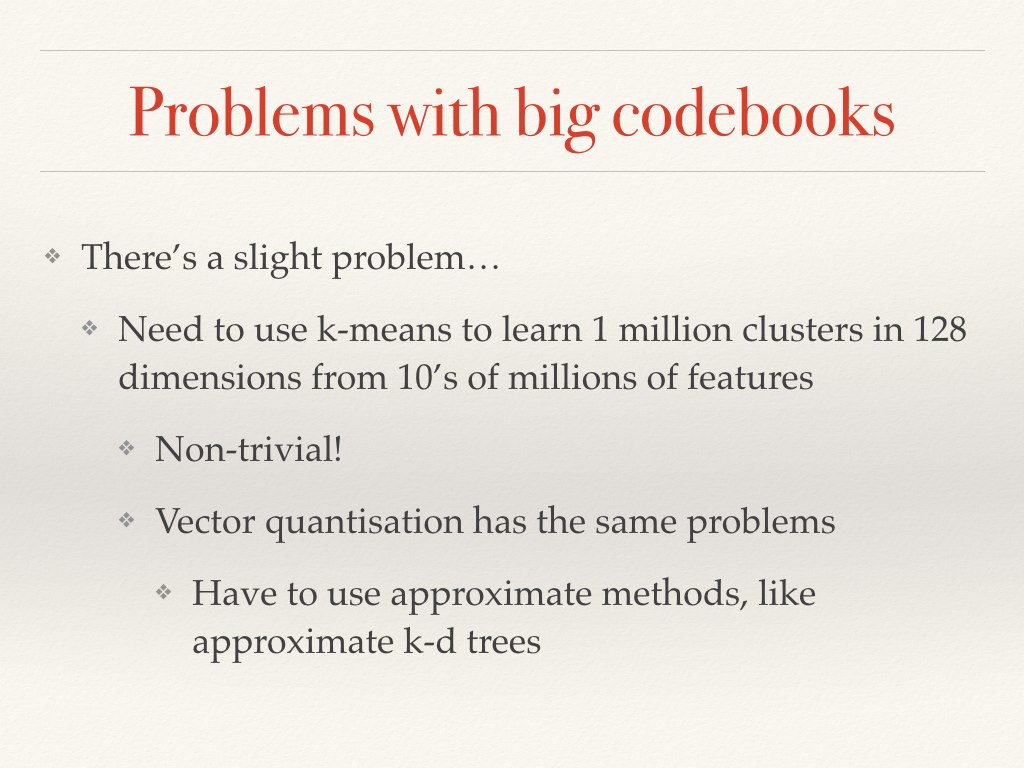 Problems with big codebooks
❖ There’s a slight problem…
❖ Need to use k-means to learn 1 million clusters in 128
dimensions from 10’s of millions of features
❖ Non-trivial!
❖ Vector quantisation has the same problems
❖ Have to use approximate methods, like
approximate k-d trees